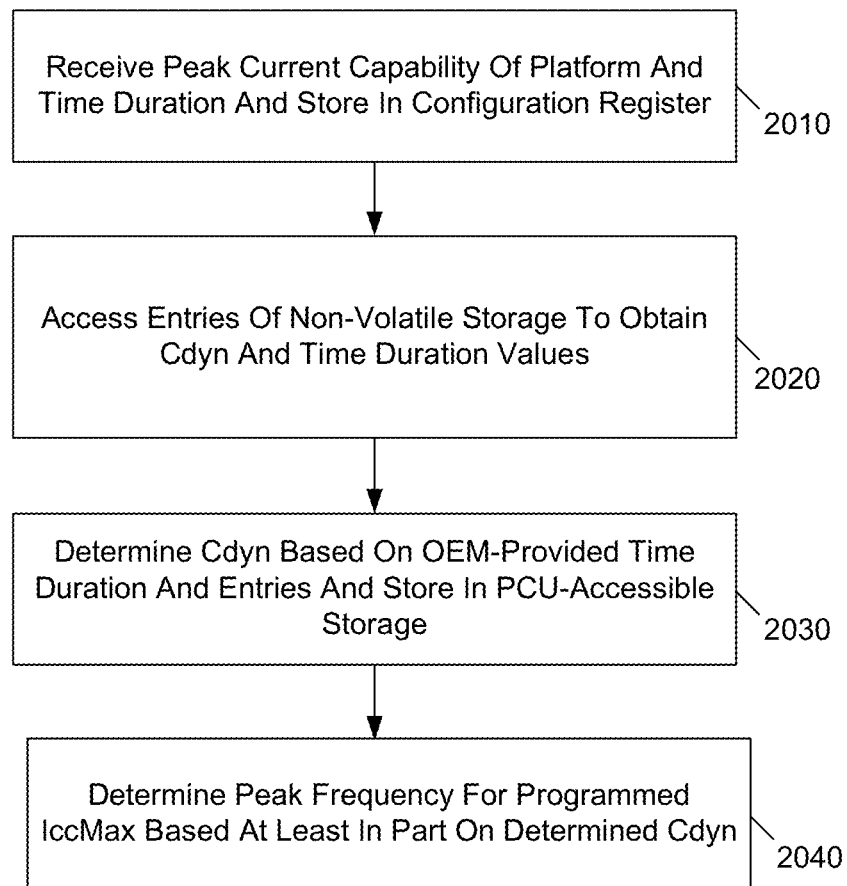 Receive Peak Current Capability Of Platform And
Time Duration And Store In Configuration Register
2010
Access Entries Of Non-Volatile Storage To Obtain
Cdyn And Time Duration Values
2020
Determine Cdyn Based On OEM-Provided Time
Duration And Entries And Store In PCU-Accessible
Storage
2030
Determine Peak Frequency For Programmed
IccMax Based At Least In Part On Determined Cdyn
2040